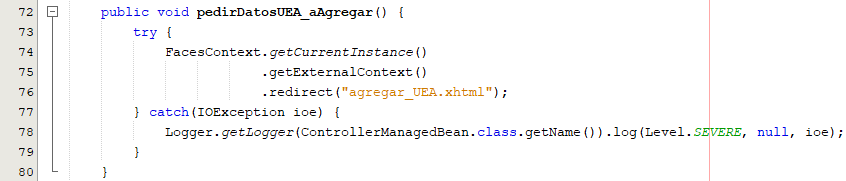 72 public void pedirDatosUEA_aAgregar() {
73 try {
74 FacesContext.getCurrentInstance()
75 .getExternalContext()
76 .redirect("agregar_UEA.xhtml");
77 } catch(IOException ioe) {
78 Logger.getLogger(ControllerManagedBean.class.getName()).log(Level.SEVERE, null, ioe);
79 }
80 }